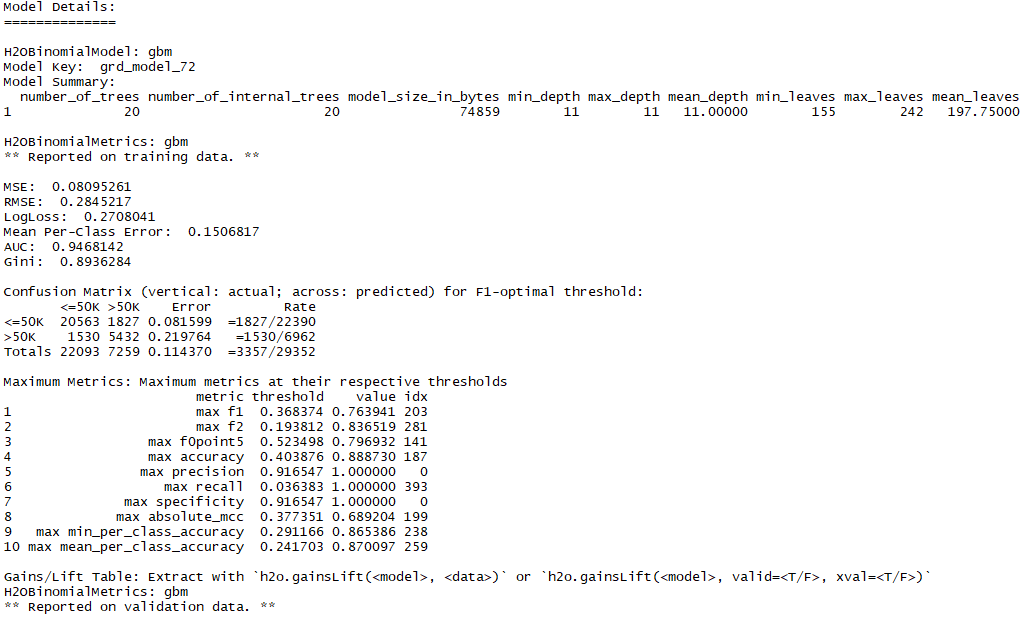 Model Details:
==============
H2OBinomialModel: gbm
Model Key:  grd_model_72
Model Summary:
  number_of_trees number_of_internal_trees model_size_in_bytes min_depth max_depth mean_depth min_leaves max_leaves mean_leaves
1              20                       20               74859        11        11   11.00000        155        242   197.75000
H2OBinomialMetrics: gbm
** Reported on training data. **
MSE:  0.08095261
RMSE:  0.2845217
LogLoss:  0.2708041
Mean Per-Class Error:  0.1506817
AUC:  0.9468142
Gini:  0.8936284
Confusion Matrix (vertical: actual; across: predicted) for F1-optimal threshold:
       <=50K >50K    Error         Rate
<=50K  20563 1827 0.081599  =1827/22390
>50K    1530 5432 0.219764   =1530/6962
Totals 22093 7259 0.114370  =3357/29352
Maximum Metrics: Maximum metrics at their respective thresholds
                        metric threshold    value idx
1                       max f1  0.368374 0.763941 203
2                       max f2  0.193812 0.836519 281
3                 max f0point5  0.523498 0.796932 141
4                 max accuracy  0.403876 0.888730 187
5                max precision  0.916547 1.000000   0
6                   max recall  0.036383 1.000000 393
7              max specificity  0.916547 1.000000   0
8             max absolute_mcc  0.377351 0.689204 199
9   max min_per_class_accuracy  0.291166 0.865386 238
10 max mean_per_class_accuracy  0.241703 0.870097 259
Gains/Lift Table: Extract with `h2o.gainsLift(<model>, <data>)` or `h2o.gainsLift(<model>, valid=<T/F>, xval=<T/F>)`
H2OBinomialMetrics: gbm
** Reported on validation data. **